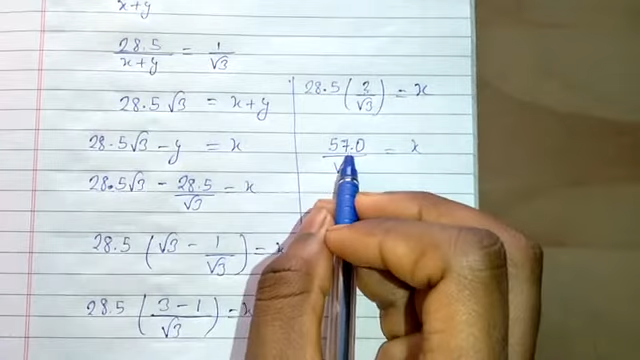 x+y
28.5/x+y = 1/√3
28.5√3 = x+y
28.5√3 - y = x
28.5√3 - 28.5/√3 = x
28.5 (√3 - 1/√3) = x
28.5 (3-1/√3) = x
28.5 (2/√3) = x
57.0/√ = x